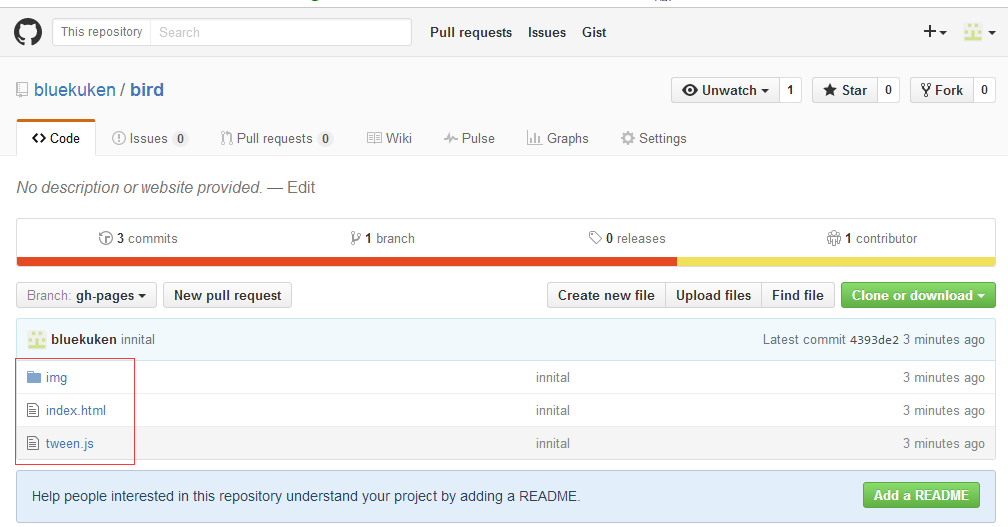 This repository Search Pull requests Issues Gist
bluekuken / bird Unwatch 1 Star 0 Fork 0
Code Issues 0 Pull requests 0 Wiki Pulse Graphs Settings
No description or website provided. — Edit
3 commits 1 branch 0 releases 1 contributor
Branch: gh-pages New pull request Create new file Upload files Find file Clone or download
bluekuken innital Latest commit 4393de2 3 minutes ago
img innital 3 minutes ago
index.html innital 3 minutes ago
tween.js innital 3 minutes ago
Help people interested in this repository understand your project by adding a README. Add a README